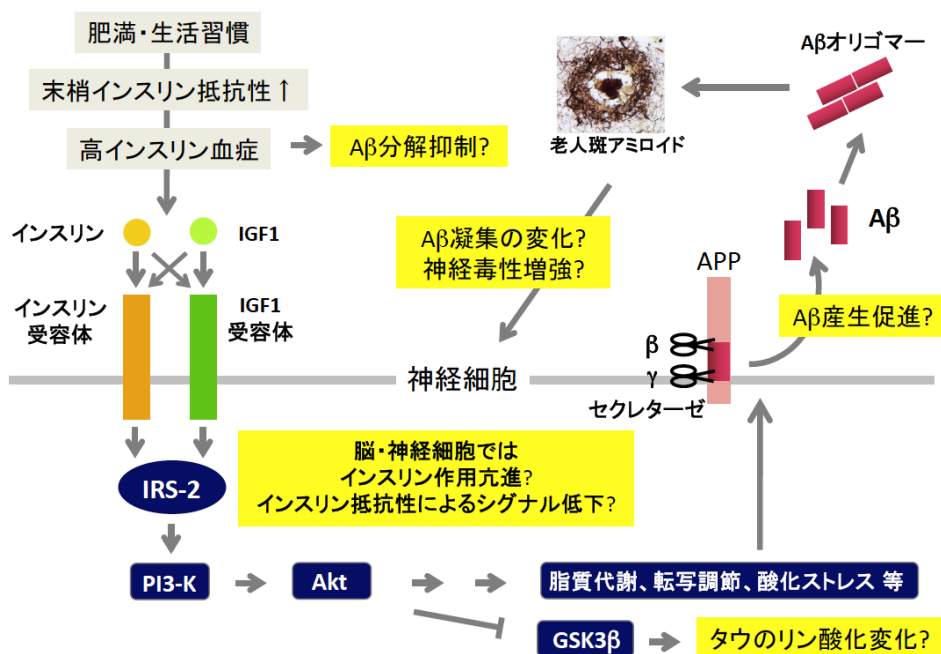 肥満・生活習慣
末梢インスリン抵抗性↑
高インスリン血症
Aβ分解抑制?
インスリン
IGF1
インスリン
受容体
IGF1
受容体
Aβオリゴマー
老人斑アミロイド
Aβ凝集の変化?
神経毒性増強?
Aβ
APP
Aβ産生促進?
β
γ
セクレターゼ
神経細胞
脳・神経細胞では
インスリン作用亢進?
インスリン抵抗性によるシグナル低下?
IRS-2
PI3-K
Akt
脂質代謝、転写調節、酸化ストレス 等
GSK3β
タウのリン酸化変化?